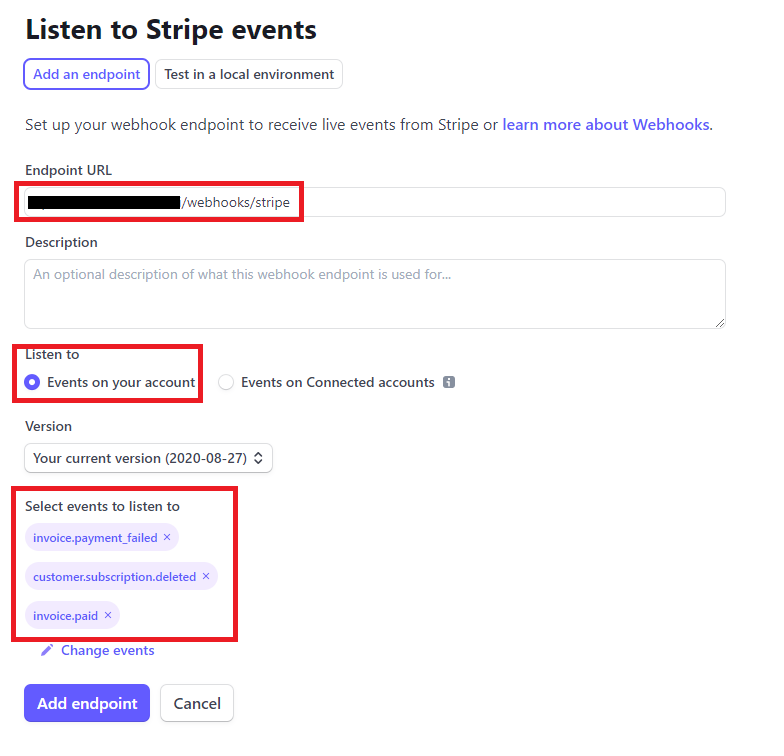 Listen to Stripe events
Add an endpoint Test in a local environment
Set up your webhook endpoint to receive live events from Stripe or learn more about Webhooks.
Endpoint URL
/webhooks/stripe
Description
An optional description of what this webhook endpoint is used for...
Listen to
Events on your account Events on Connected accounts
Version
Your current version (2020-08-27)
Select events to listen to
invoice.payment_failed ×
customer.subscription.deleted ×
invoice.paid ×
Change events
Add endpoint Cancel